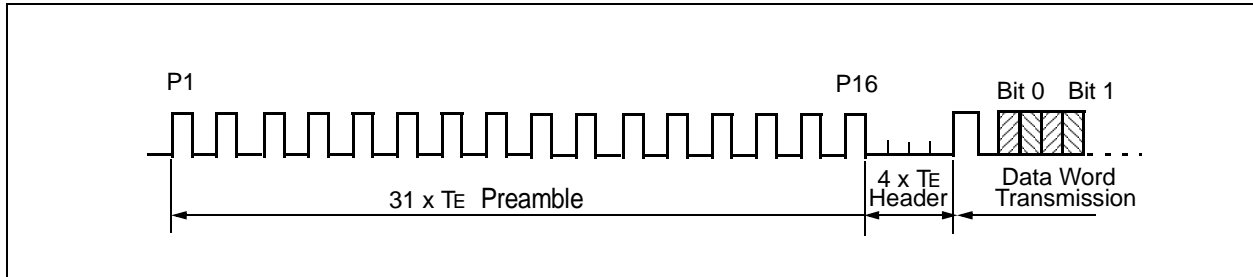 P1
P16
Bit 0 Bit 1
31 x TE Preamble
4 x TE
Header
Data Word
Transmission